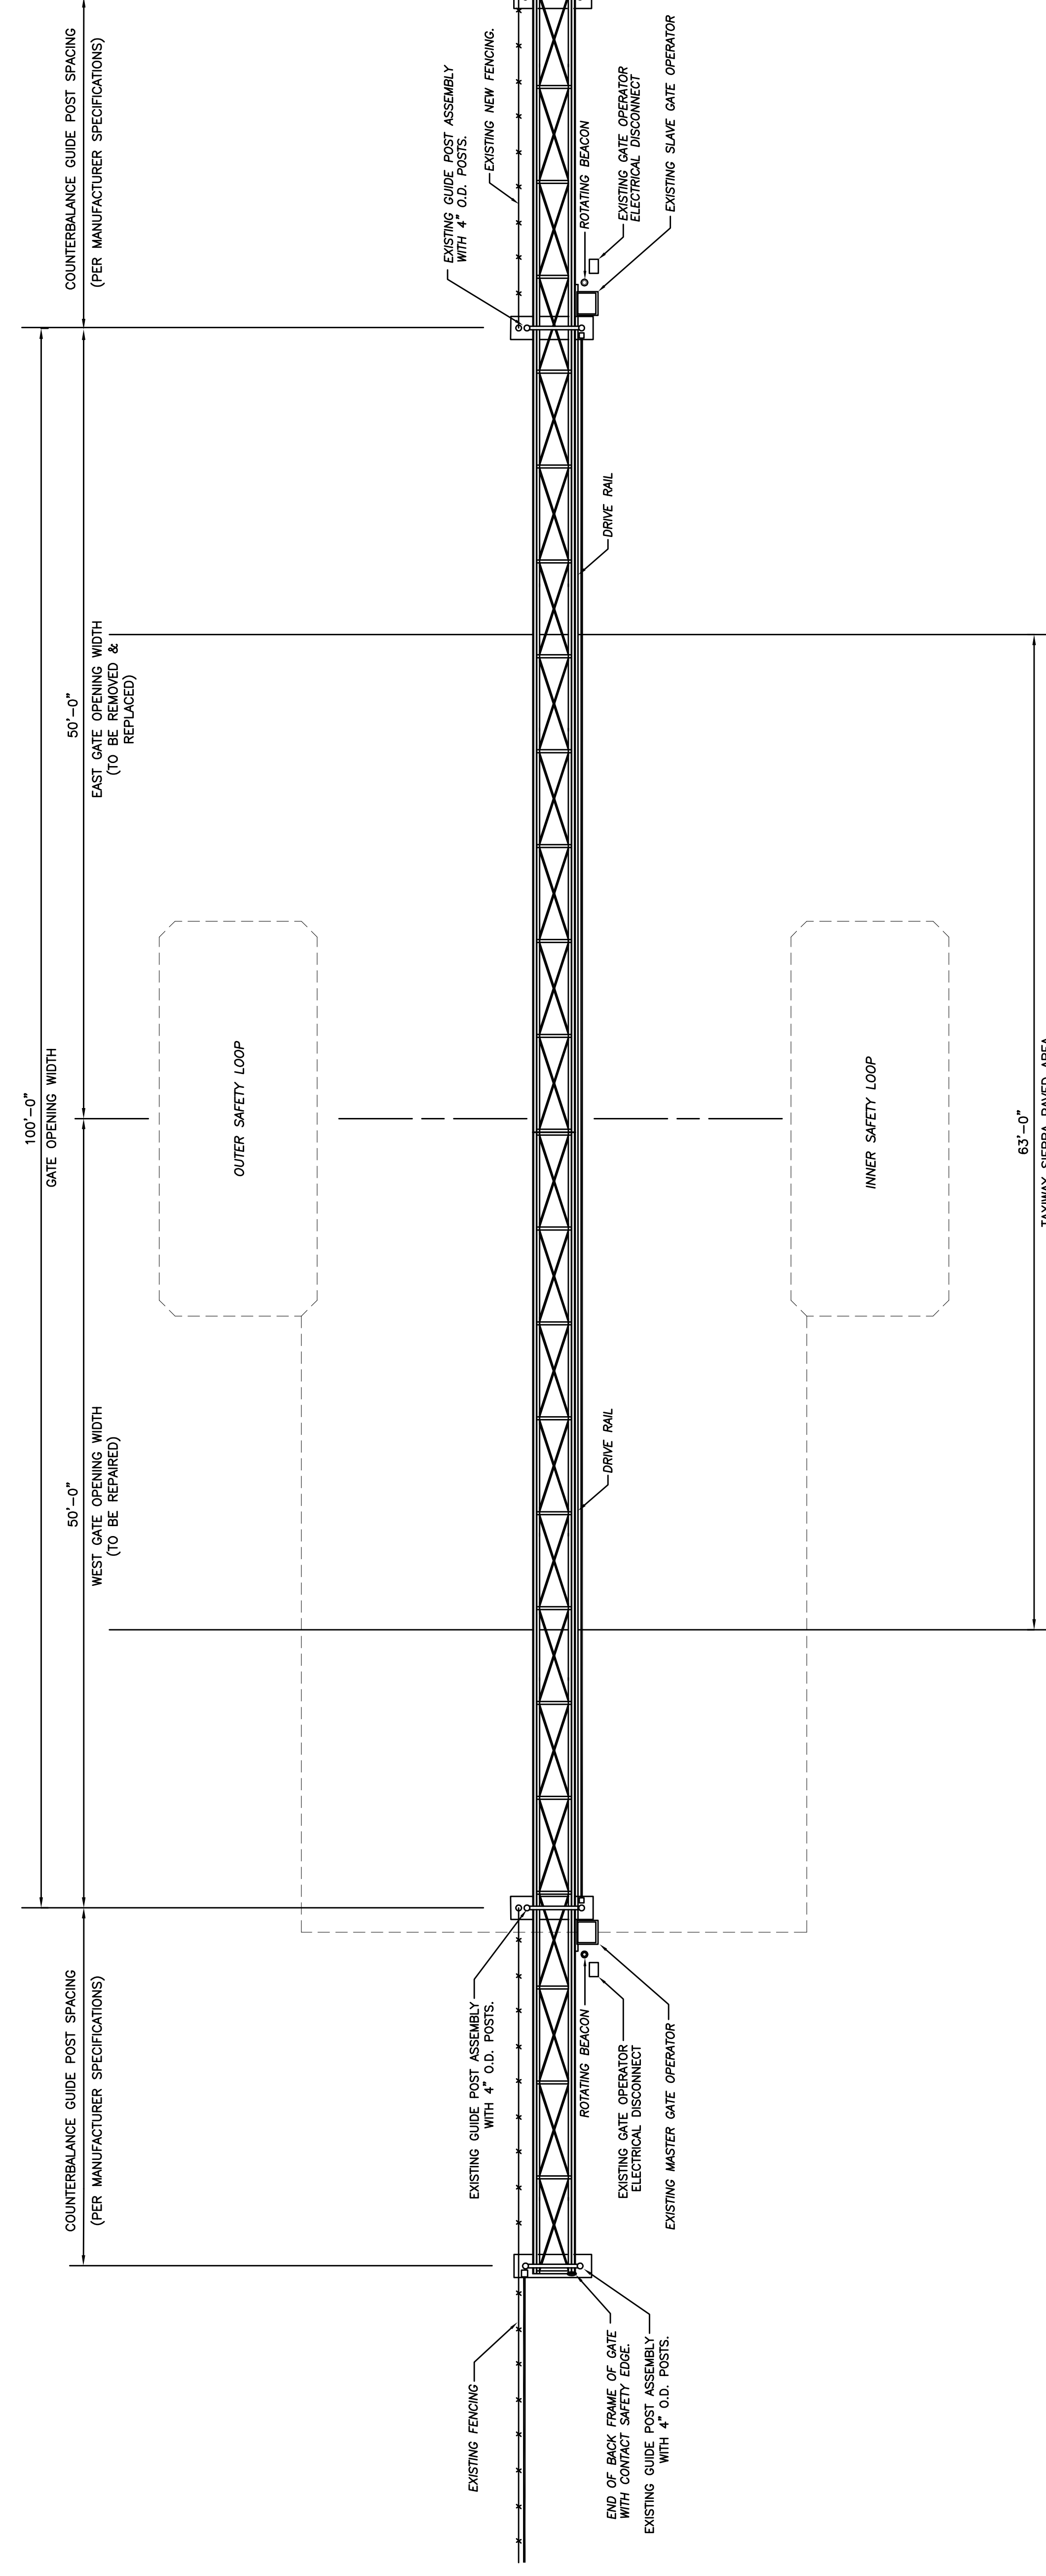 COUNTERBALANCE GUIDE POST SPACING
(PER MANUFACTURER SPECIFICATIONS)
EXISTING GUIDE POST ASSEMBLY
WITH 4" O.D. POSTS.
EXISTING NEW FENCING.
ROTATING BEACON
EXISTING GATE OPERATOR
ELECTRICAL DISCONNECT
EXISTING SLAVE GATE OPERATOR
DRIVE RAIL
50'-0"
EAST GATE OPENING WIDTH
(TO BE REMOVED &
REPLACED)
100'-0"
GATE OPENING WIDTH
OUTER SAFETY LOOP
INNER SAFETY LOOP
63'-0"
TAXIWAY SIERRA PAVED AREA
50'-0"
WEST GATE OPENING WIDTH
(TO BE REPAIRED)
DRIVE RAIL
COUNTERBALANCE GUIDE POST SPACING
(PER MANUFACTURER SPECIFICATIONS)
EXISTING GUIDE POST ASSEMBLY
WITH 4" O.D. POSTS.
ROTATING BEACON
EXISTING GATE OPERATOR
ELECTRICAL DISCONNECT
EXISTING MASTER GATE OPERATOR
EXISTING FENCING
END OF BACK FRAME OF GATE
WITH CONTACT SAFETY EDGE.
EXISTING GUIDE POST ASSEMBLY
WITH 4" O.D. POSTS.